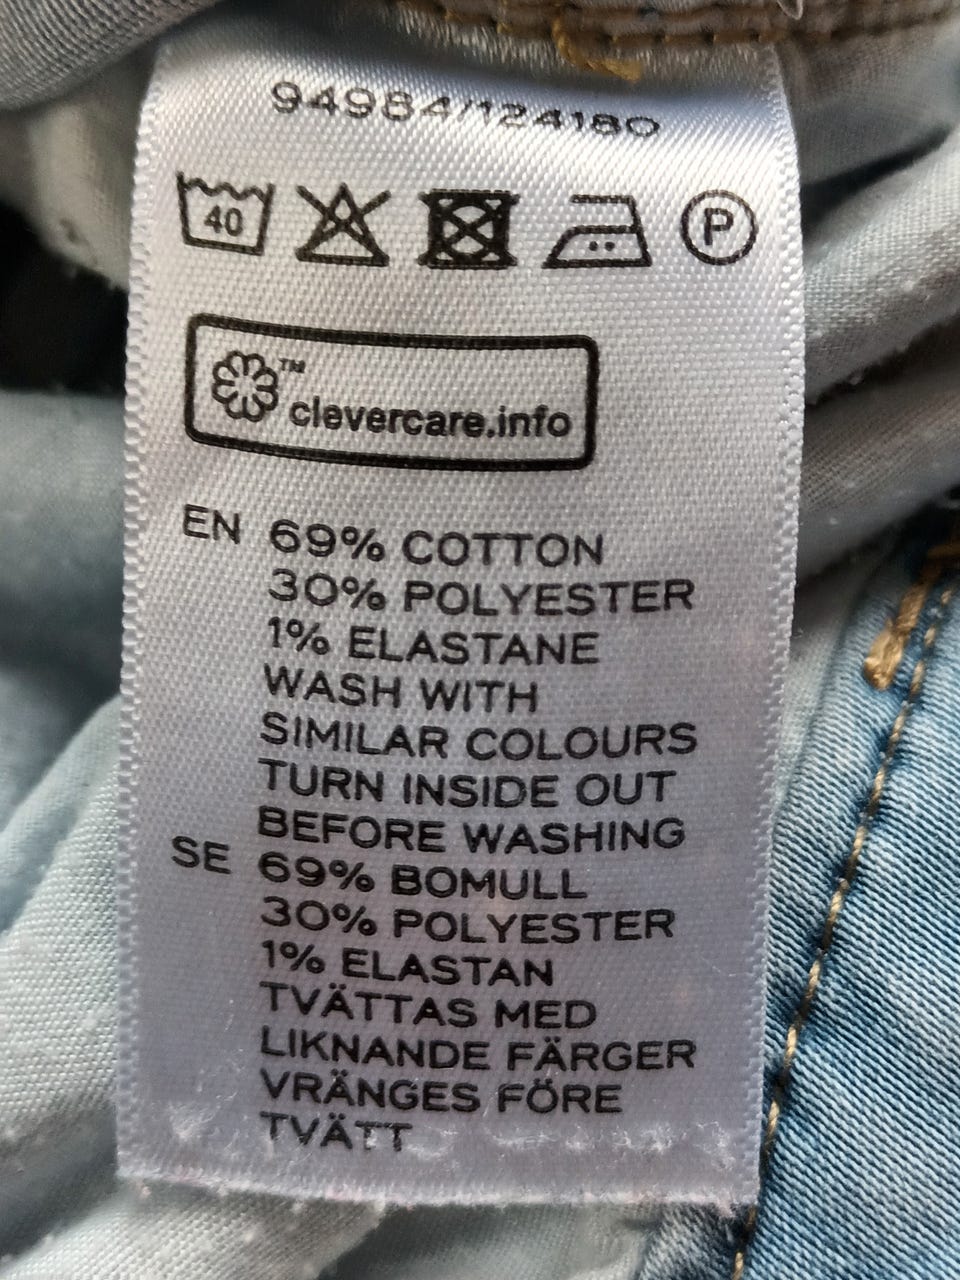 94984/124180
40
P
TM
clevercare.info
EN 69% COTTON
30% POLYESTER
1% ELASTANE
WASH WITH
SIMILAR COLOURS
TURN INSIDE OUT
BEFORE WASHING
SE 69% BOMULL
30% POLYESTER
1% ELASTAN
TVÄTTAS MED
LIKNANDE FÄRGER
VRÄNGES FÖRE
TVÄTT